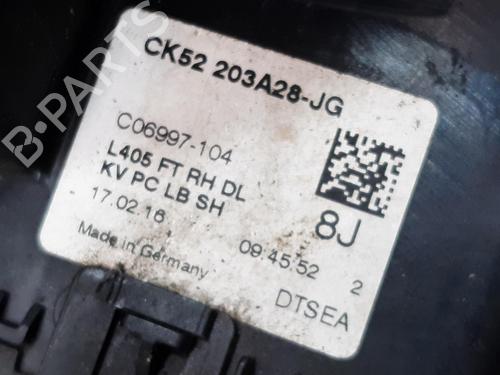 CK52 203A28-JG
C06997-104
L405 FT RH DL
KV PC LB SH
8J
17.02.16 09:45:52 2
Made in Germany DTSEA
B-PARTS